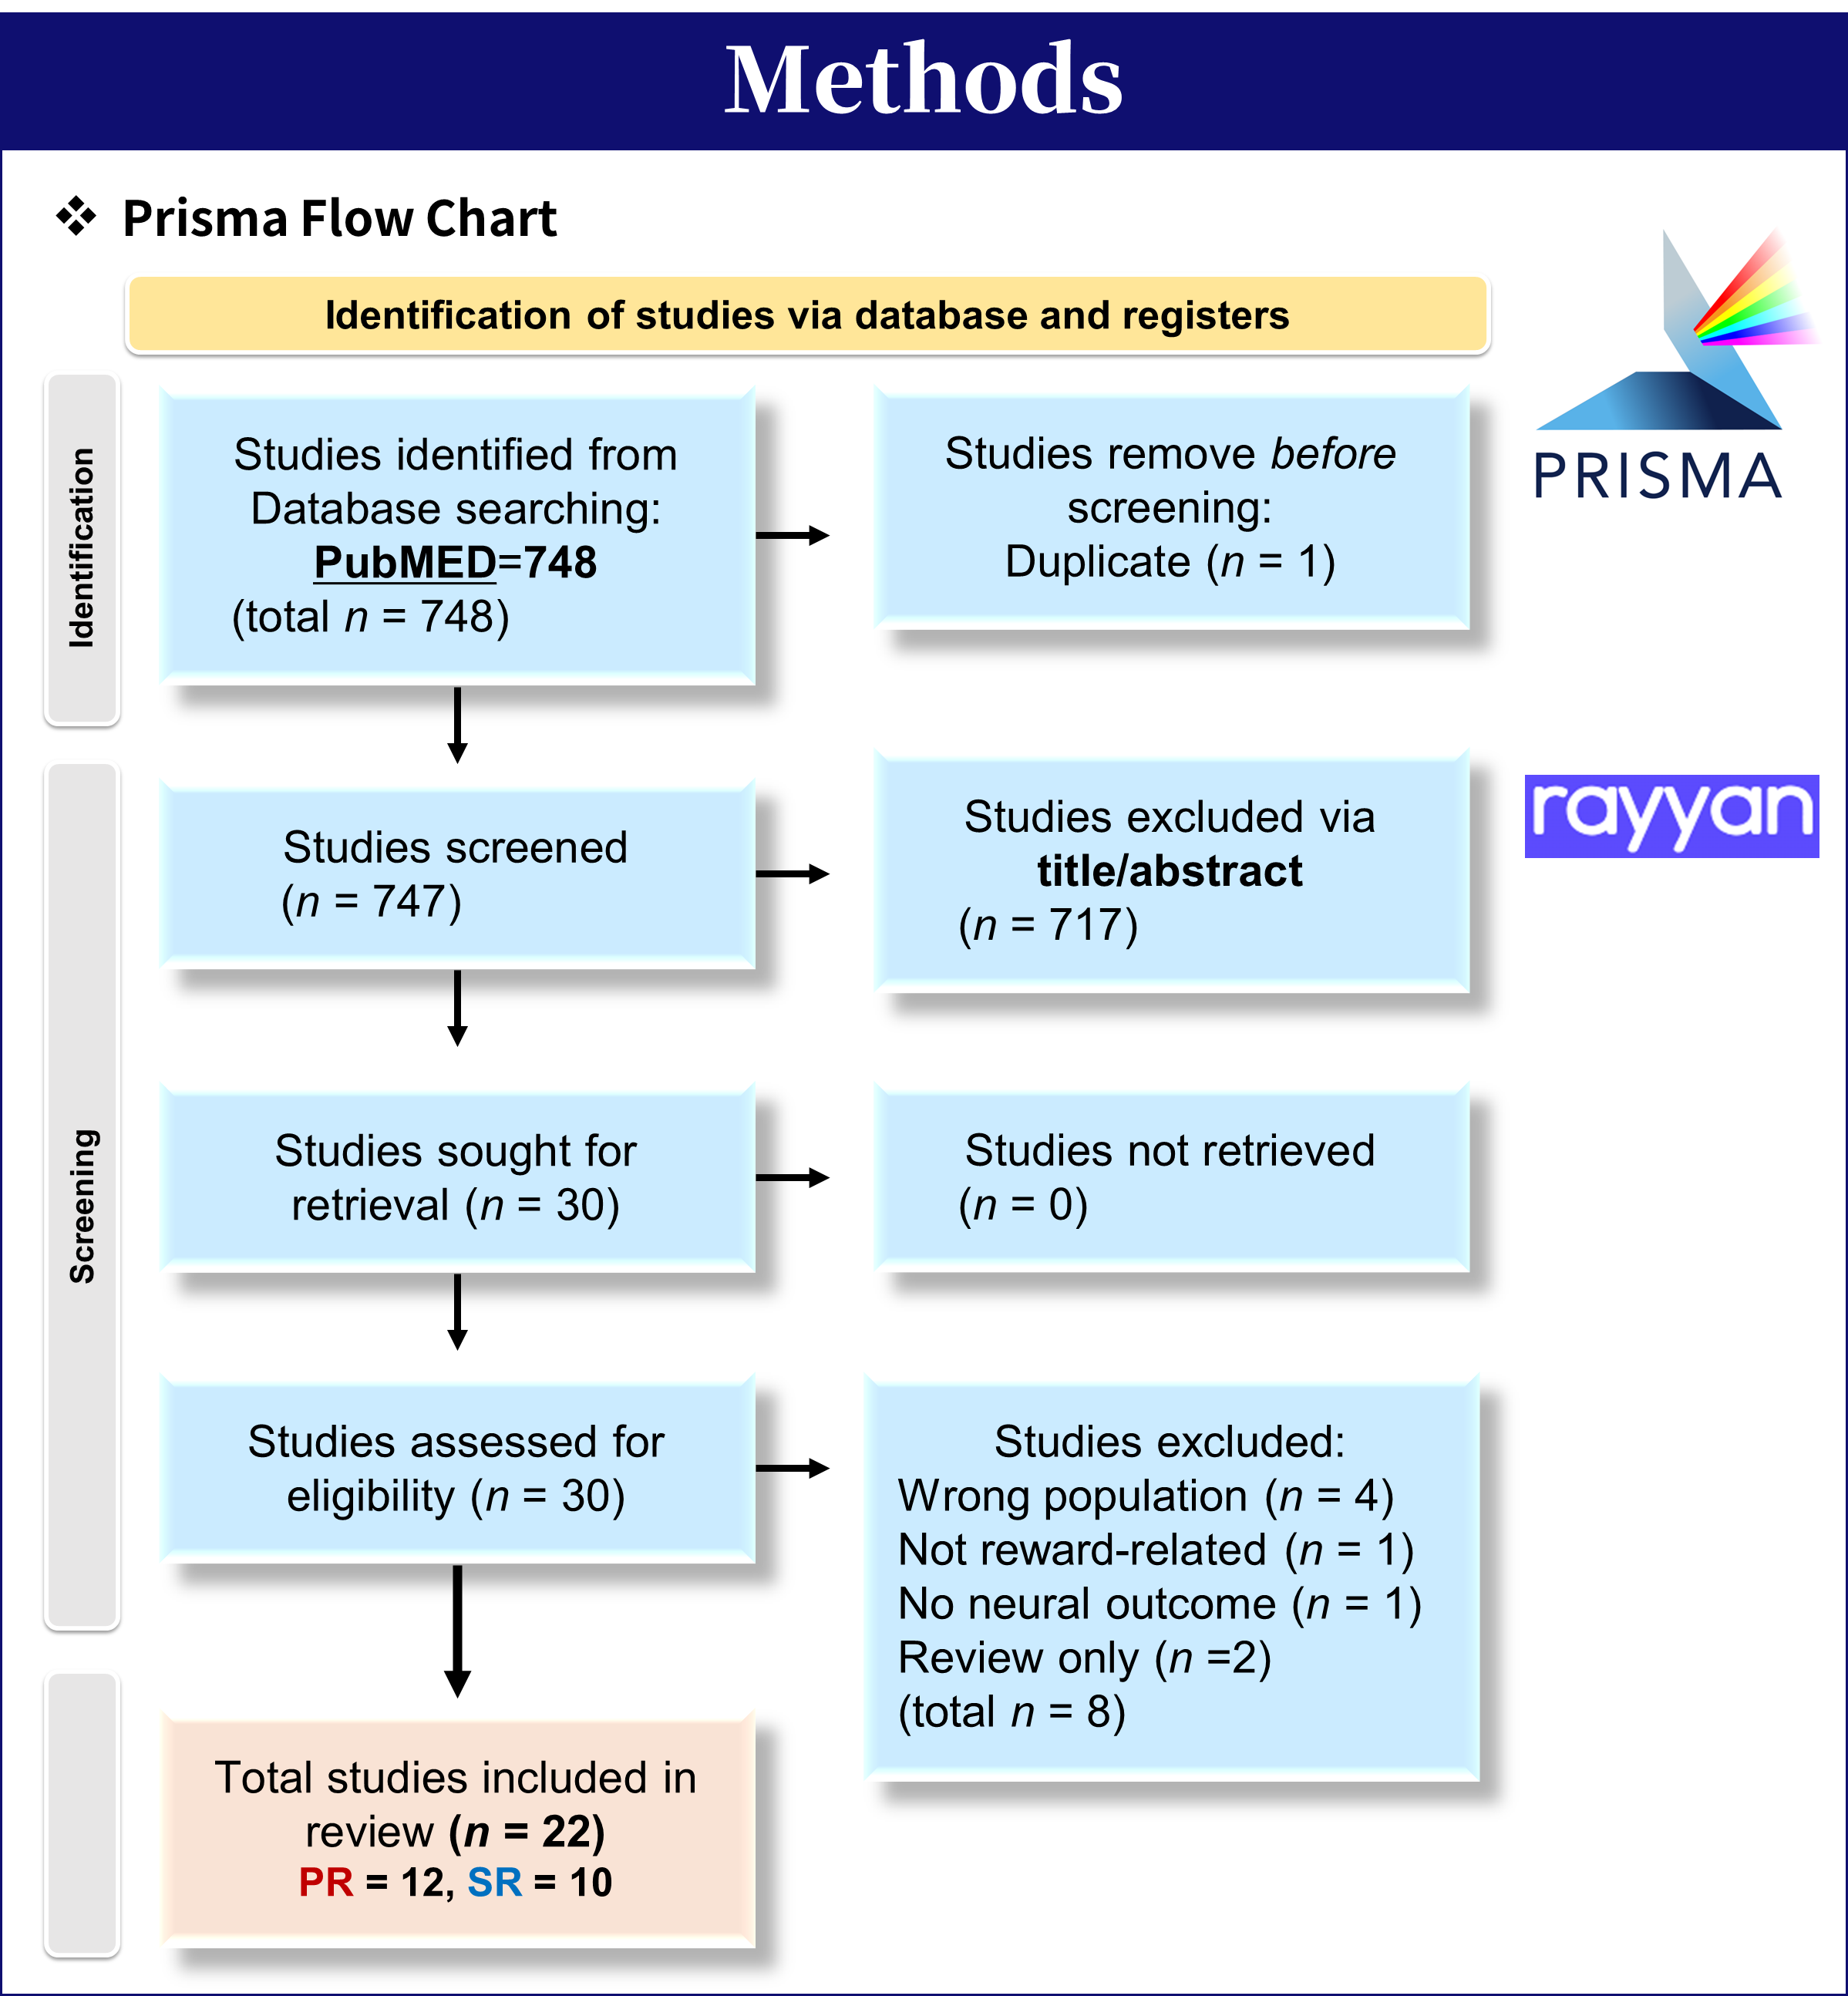 Methods
❖ Prisma Flow Chart
Identification of studies via database and registers
PRISMA
Identification
Studies identified from
Database searching:
PubMED=748
(total n = 748)
Studies remove before
screening:
Duplicate (n = 1)
Screening
Studies screened
(n = 747)
Studies excluded via
title/abstract
(n = 717)
rayyan
Studies sought for
retrieval (n = 30)
Studies not retrieved
(n = 0)
Studies assessed for
eligibility (n = 30)
Studies excluded:
Wrong population (n = 4)
Not reward-related (n = 1)
No neural outcome (n = 1)
Review only (n =2)
(total n = 8)
Total studies included in
review (n = 22)
PR = 12, SR = 10